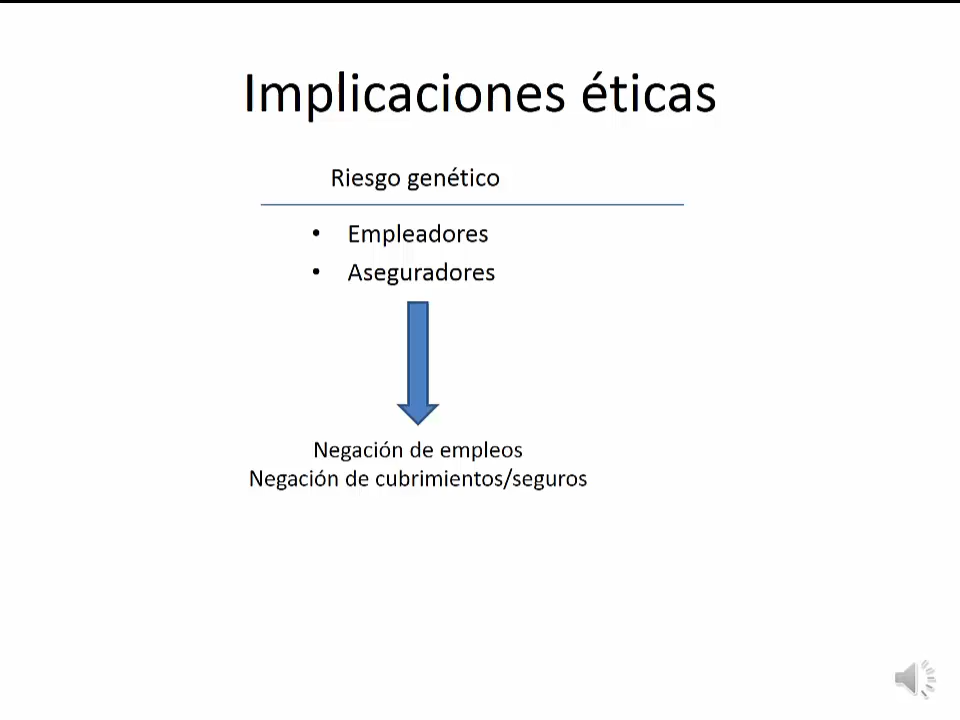 Implicaciones éticas
Riesgo genético
• Empleadores
• Aseguradores
Negación de empleos
Negación de cubrimientos/seguros